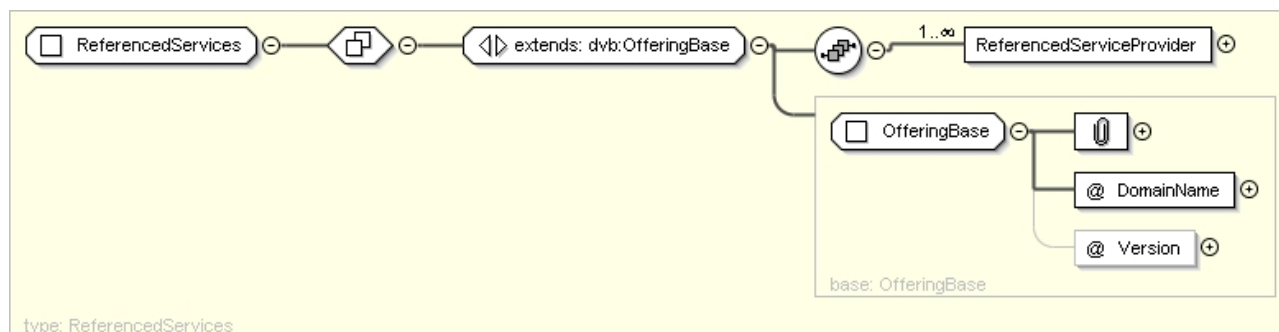 ReferencedServices
extends: dvb:OfferingBase
1..∞
ReferencedServiceProvider
OfferingBase
@ DomainName
@ Version
base: OfferingBase
type: ReferencedServices